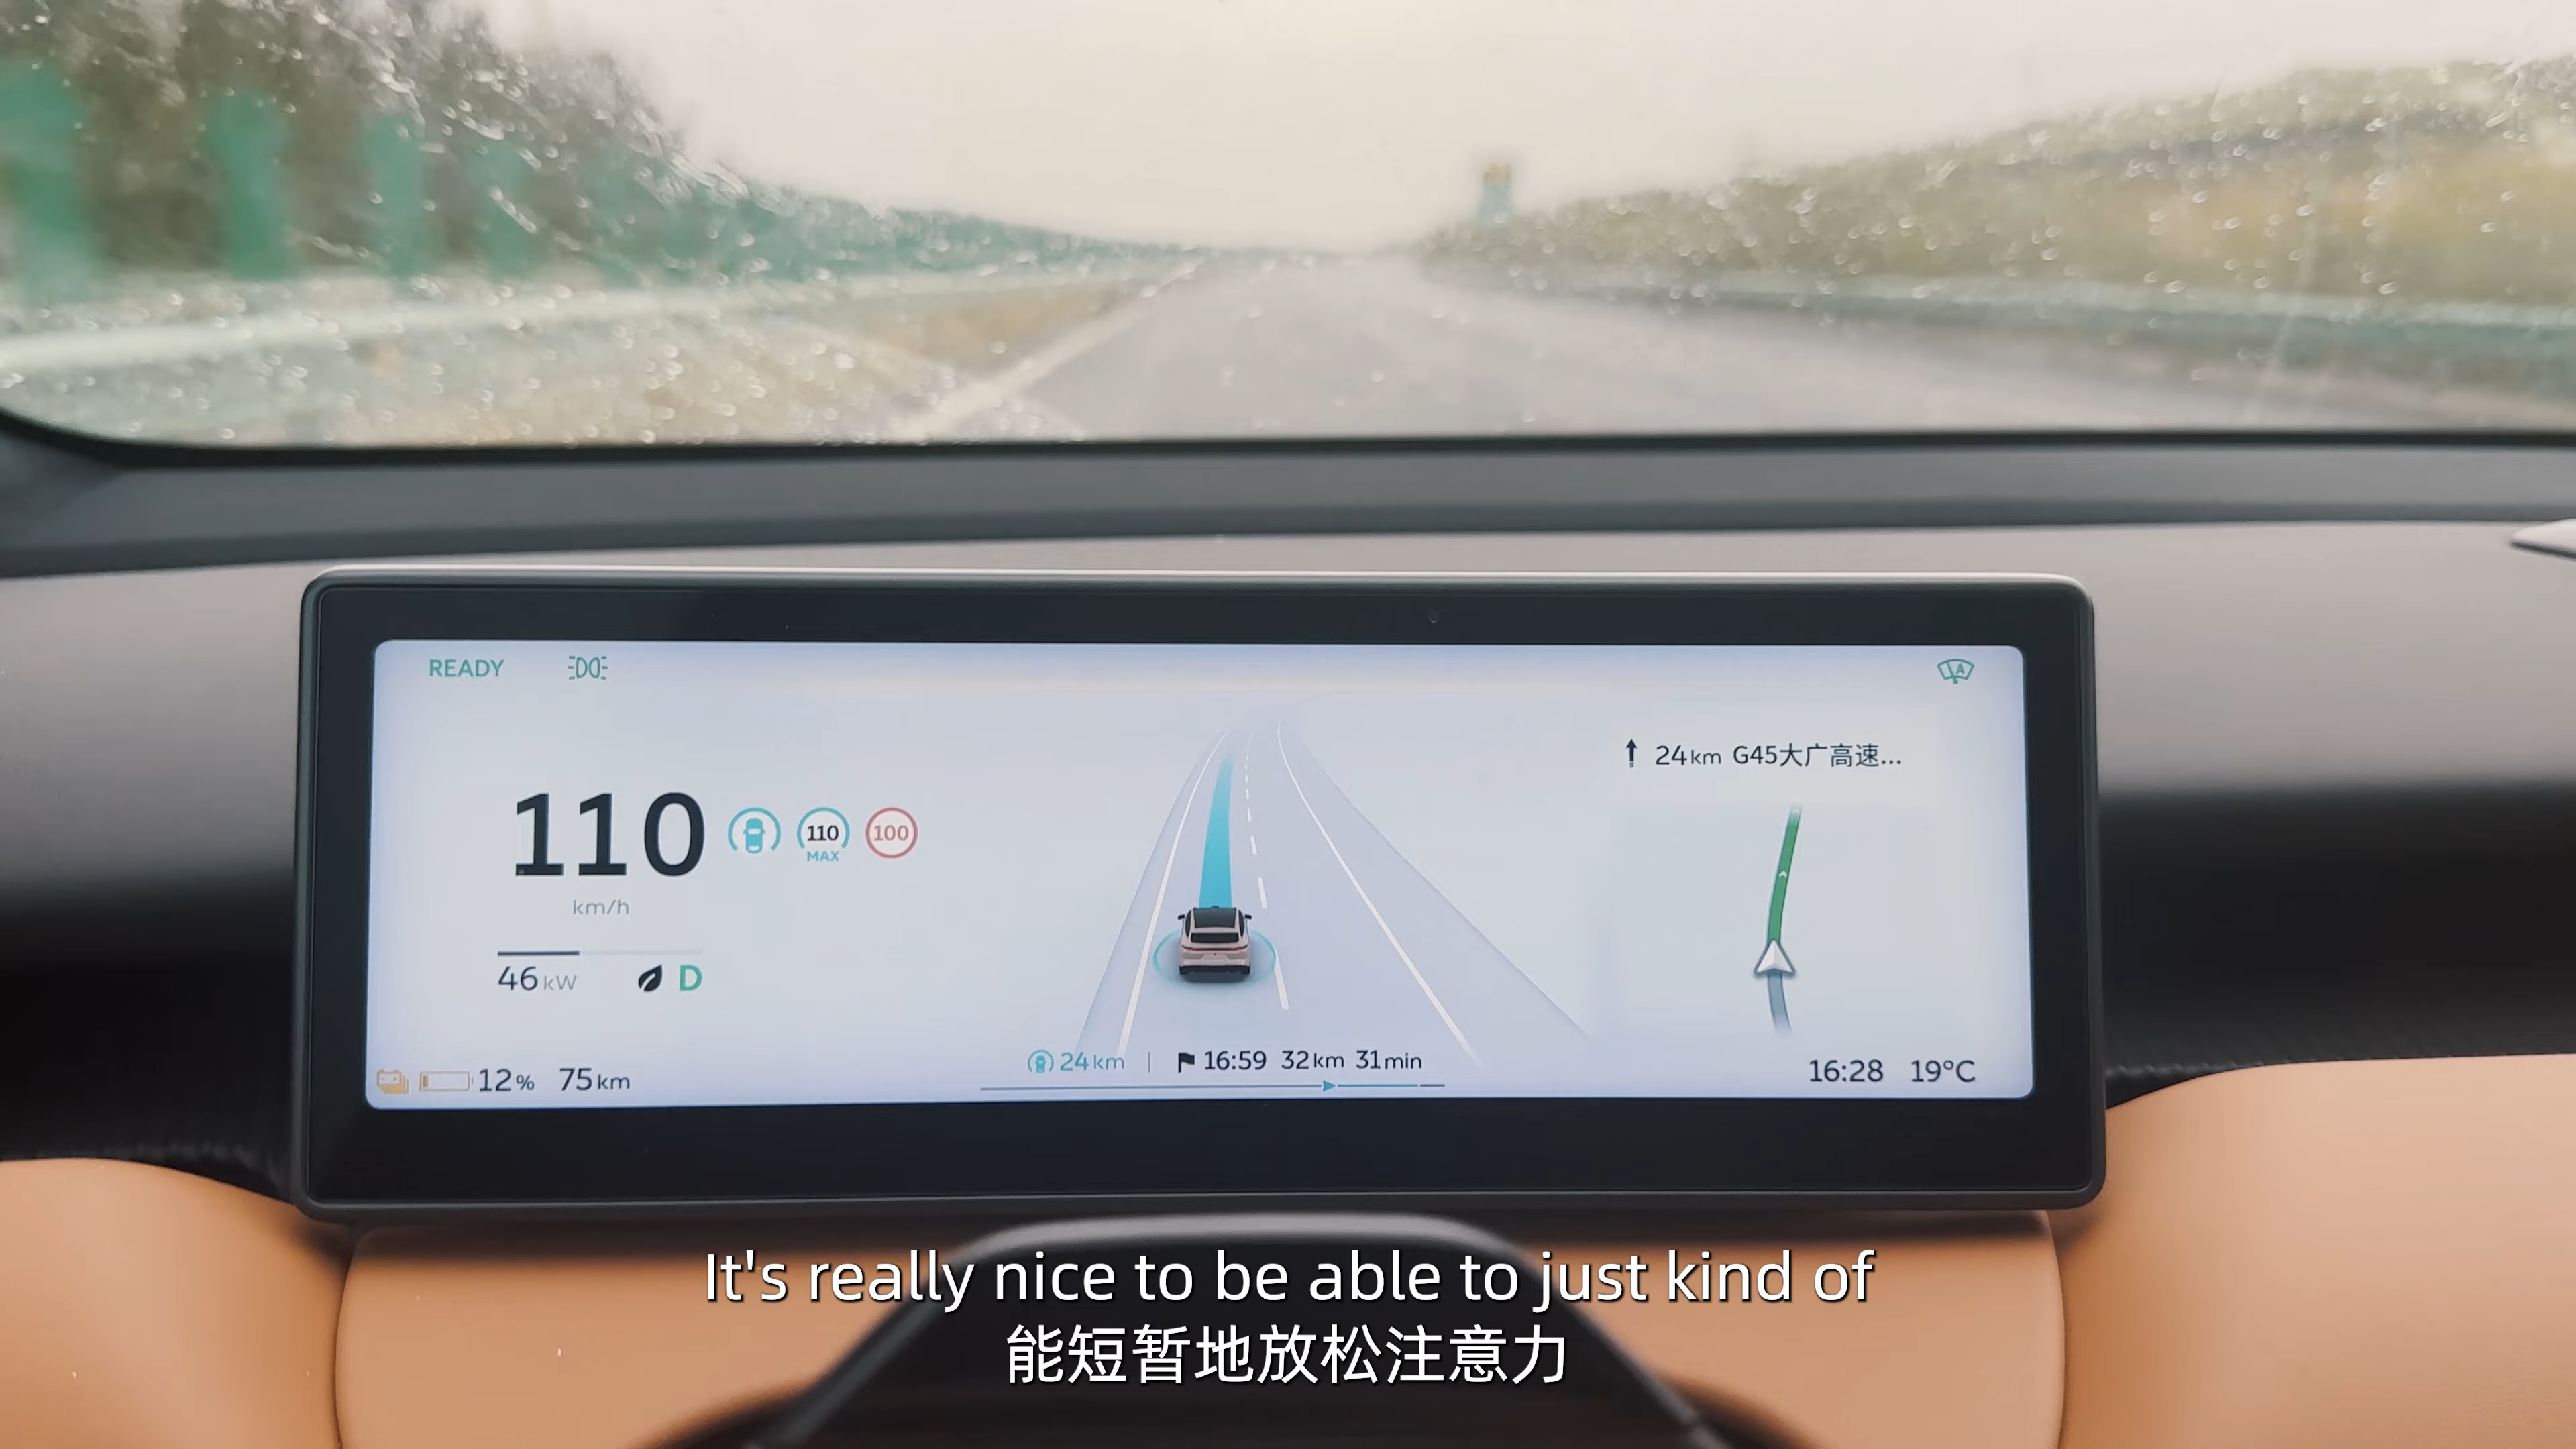 READY
A
24km G45大广高速...
110
110
MAX
100
km/h
46 kW
D
24km | 16:59 32km 31min
12% 75km
16:28 19°C
It's really nice to be able to just kind of
能短暂地放松注意力